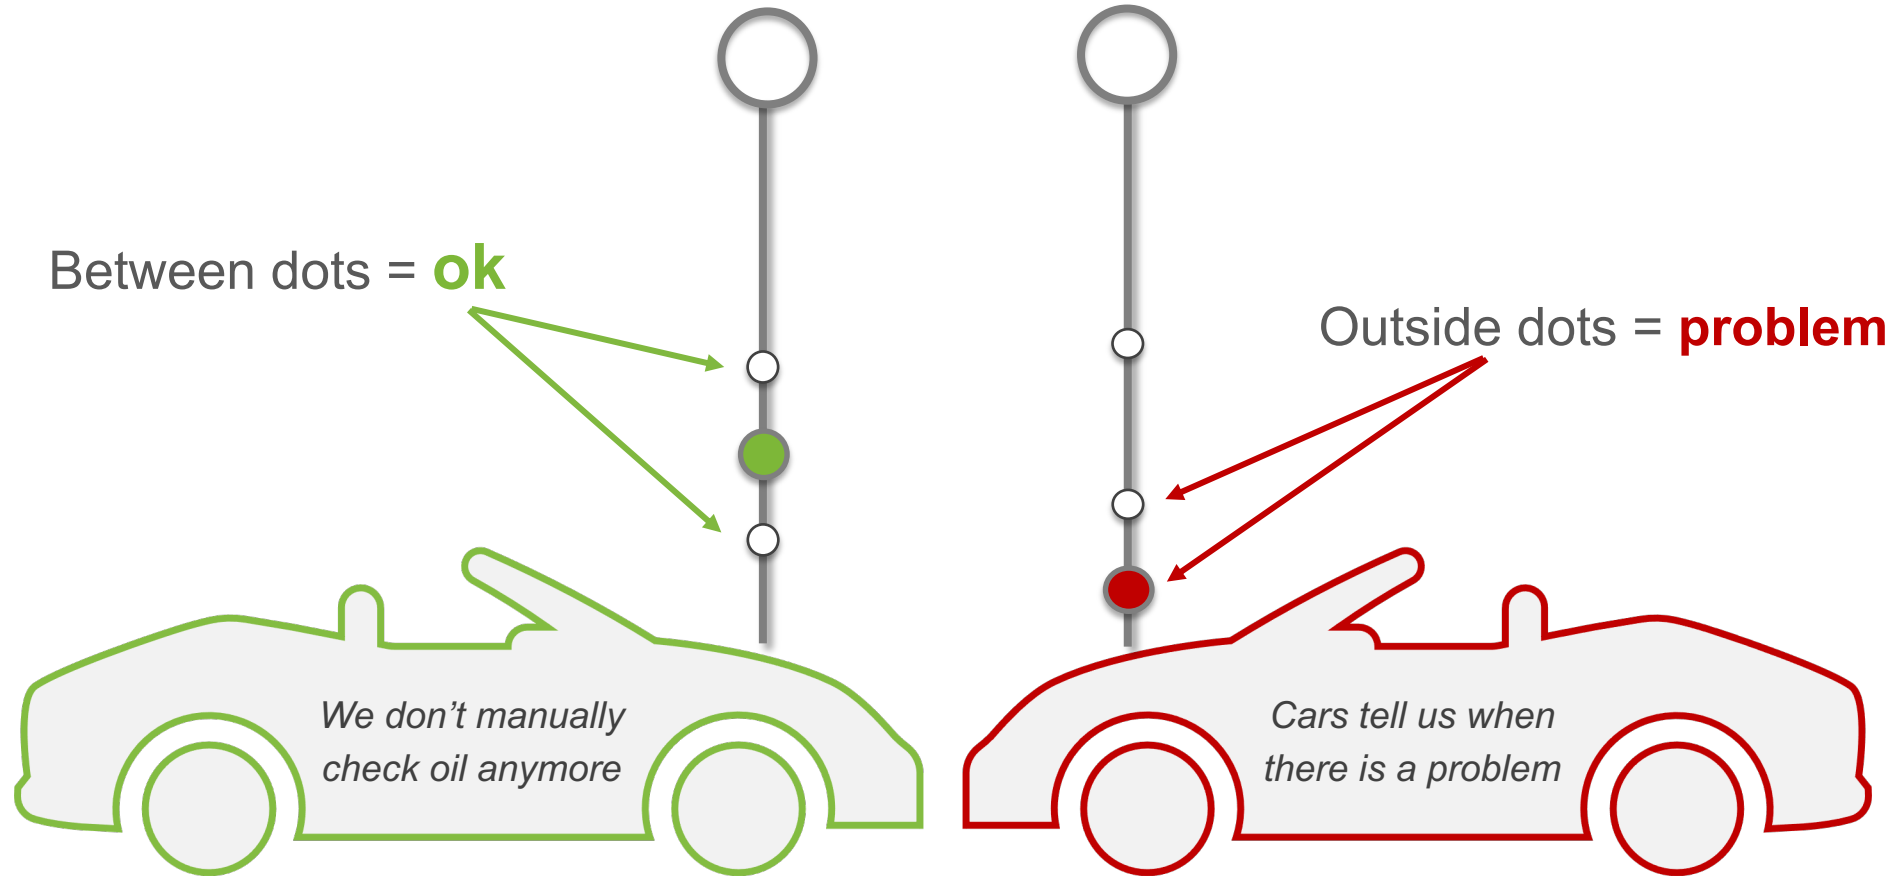 Between dots = ok
Outside dots = problem
We don’t manually
check oil anymore
Cars tell us when
there is a problem